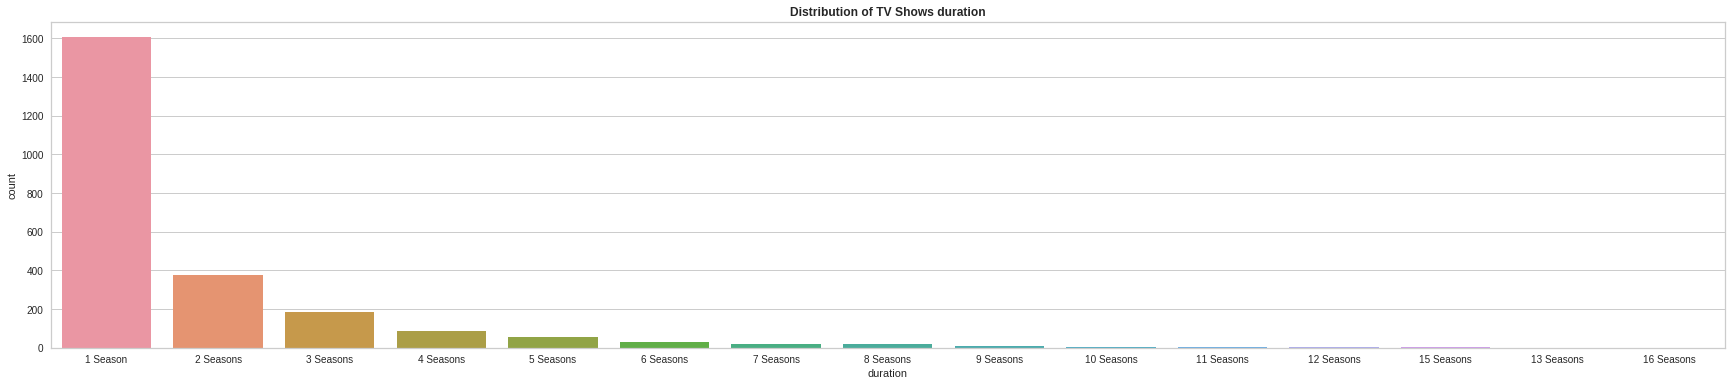 Distribution of TV Shows duration
1600
1400
1200
1000
800
600
400
200
0
count
1 Season 2 Seasons 3 Seasons 4 Seasons 5 Seasons 6 Seasons 7 Seasons 8 Seasons 9 Seasons 10 Seasons 11 Seasons 12 Seasons 15 Seasons 13 Seasons 16 Seasons
duration